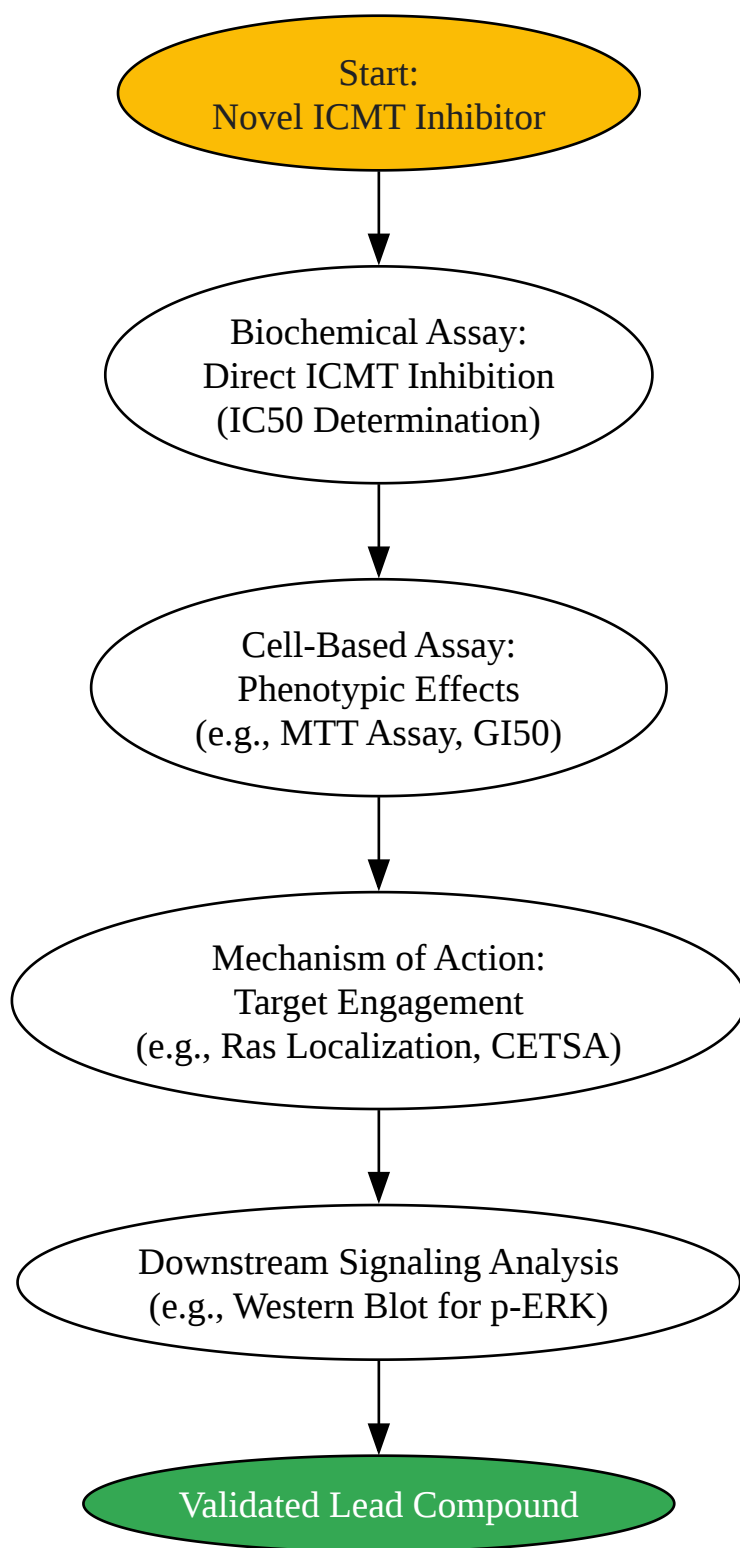 Start:
Novel ICMT Inhibitor
Biochemical Assay:
Direct ICMT Inhibition
(IC50 Determination)
Cell-Based Assay:
Phenotypic Effects
(e.g., MTT Assay, GI50)
Mechanism of Action:
Target Engagement
(e.g., Ras Localization, CETSA)
Downstream Signaling Analysis
(e.g., Western Blot for p-ERK)
Validated Lead Compound